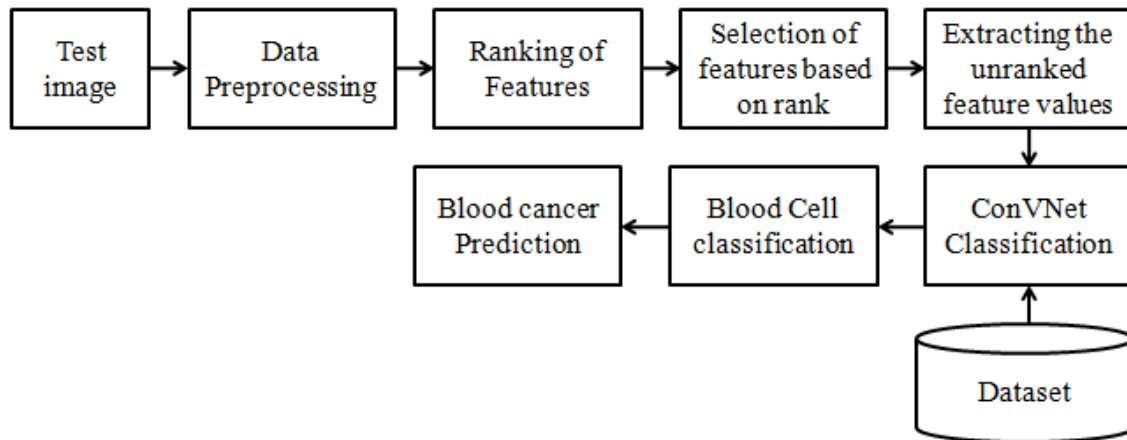 Test
image
Data
Preprocessing
Ranking of
Features
Selection of
features based
on rank
Extracting the
unranked
feature values
Blood cancer
Prediction
Blood Cell
classification
ConVNet
Classification
Dataset